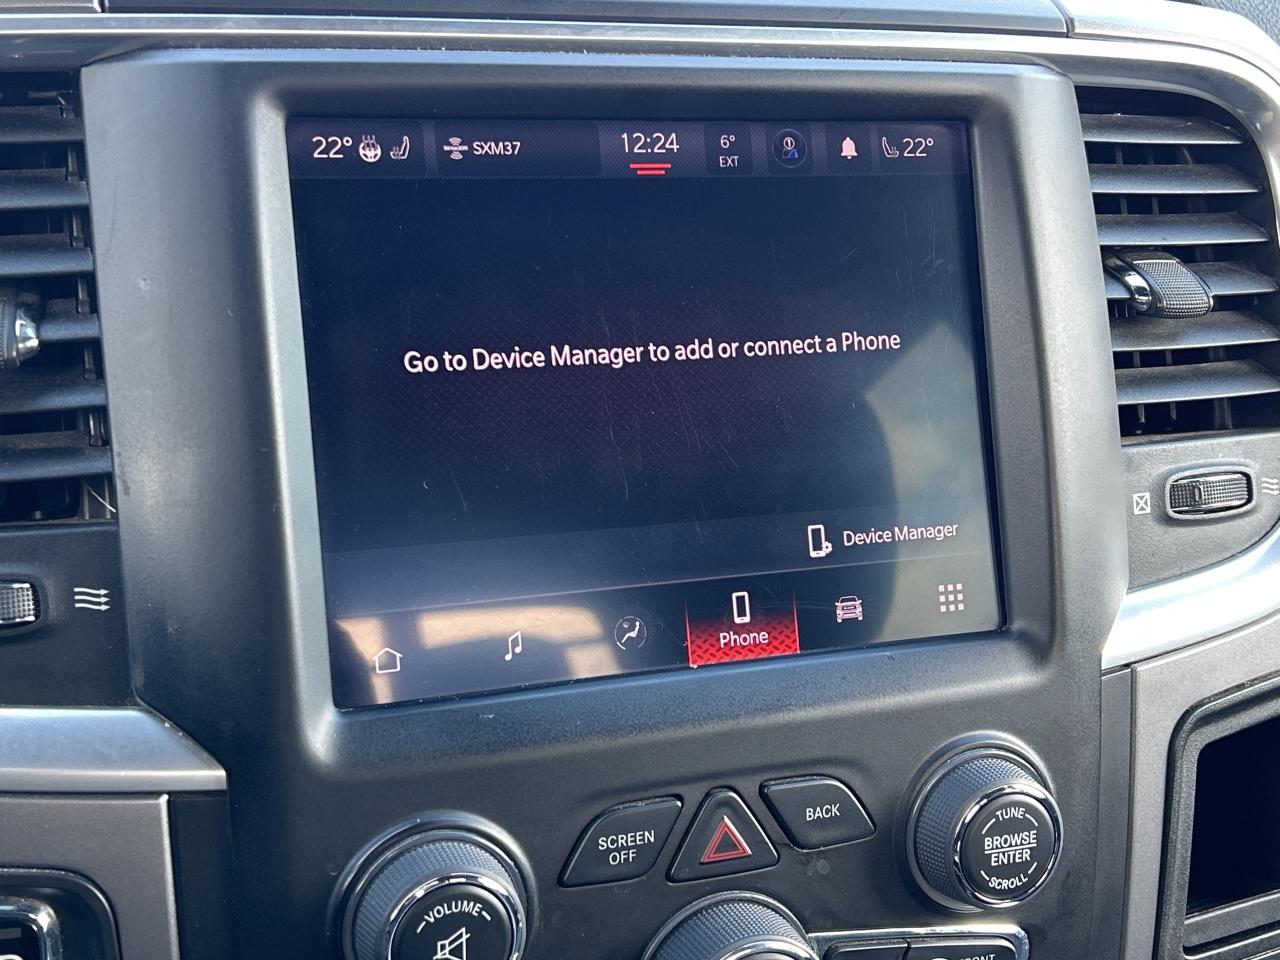 22°
SXM37
12:24
6°
EXT
22°
Go to Device Manager to add or connect a Phone
Device Manager
Phone
SCREEN
OFF
BACK
TUNE
BROWSE
ENTER
SCROLL
VOLUME
FRONT